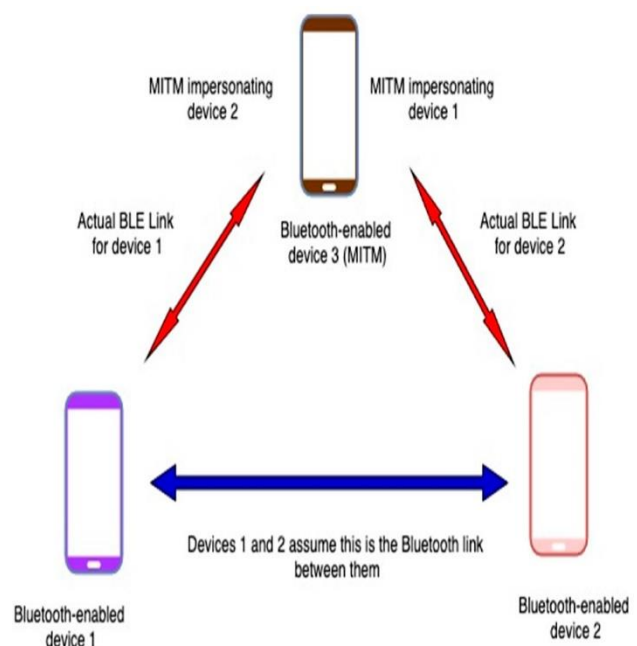 MITM impersonating
device 2
MITM impersonating
device 1
Actual BLE Link
for device 1
Bluetooth-enabled
device 3 (MITM)
Actual BLE Link
for device 2
Devices 1 and 2 assume this is the Bluetooth link
between them
Bluetooth-enabled
device 1
Bluetooth-enabled
device 2